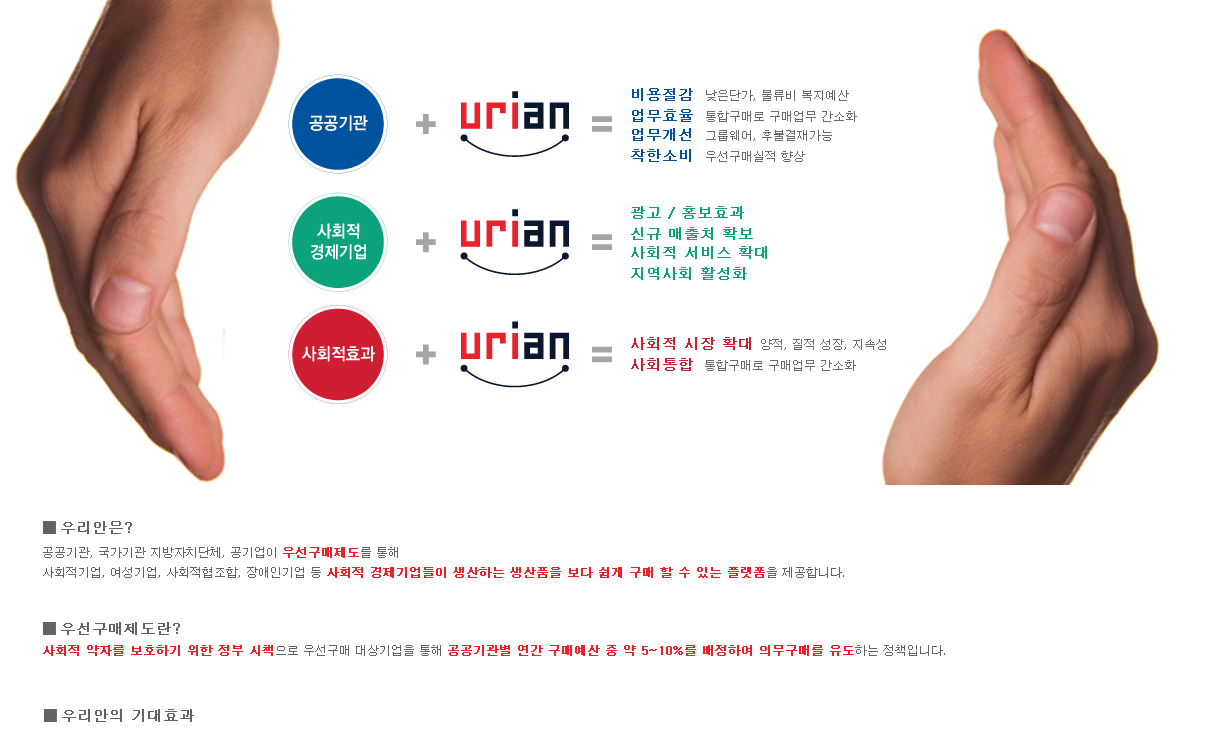 공공기관 + urian = 비용절감 낮은단가, 물류비 복지예산
업무효율 통합구매로 구매업무 간소화
업무개선 그룹웨어, 후불결재가능
착한소비 우선구매실적 향상
사회적
경제기업 + urian = 광고 / 홍보효과
신규 매출처 확보
사회적 서비스 확대
지역사회 활성화
사회적효과 + urian = 사회적 시장 확대 양적, 질적 성장, 지속성
사회통합 통합구매로 구매업무 간소화
■ 우리안은?
공공기관, 국가기관 지방자치단체, 공기업이 우선구매제도를 통해
사회적기업, 여성기업, 사회적협조합, 장애인기업 등 사회적 경제기업들이 생산하는 생산품을 보다 쉽게 구매 할 수 있는 플랫폼을 제공합니다.
■ 우선구매제도란?
사회적 약자를 보호하기 위한 정부 시책으로 우선구매 대상기업을 통해 공공기관별 연간 구매예산 중 약 5~10%를 배정하여 의무구매를 유도하는 정책입니다.
■ 우리안의 기대효과